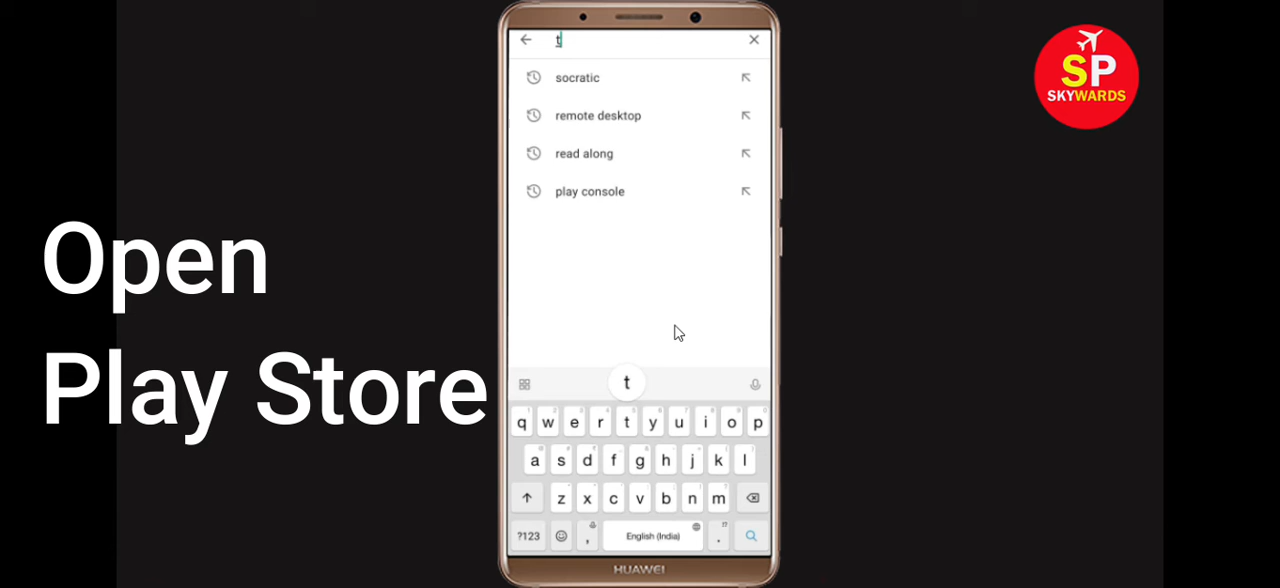 t
socratic
remote desktop
read along
play console
Open
Play Store
SP
SKYWARDS
t
q w e r t y u i o p
a s d f g h j k l
z x c v b n m
?123 , English (India) .
HUAWEI